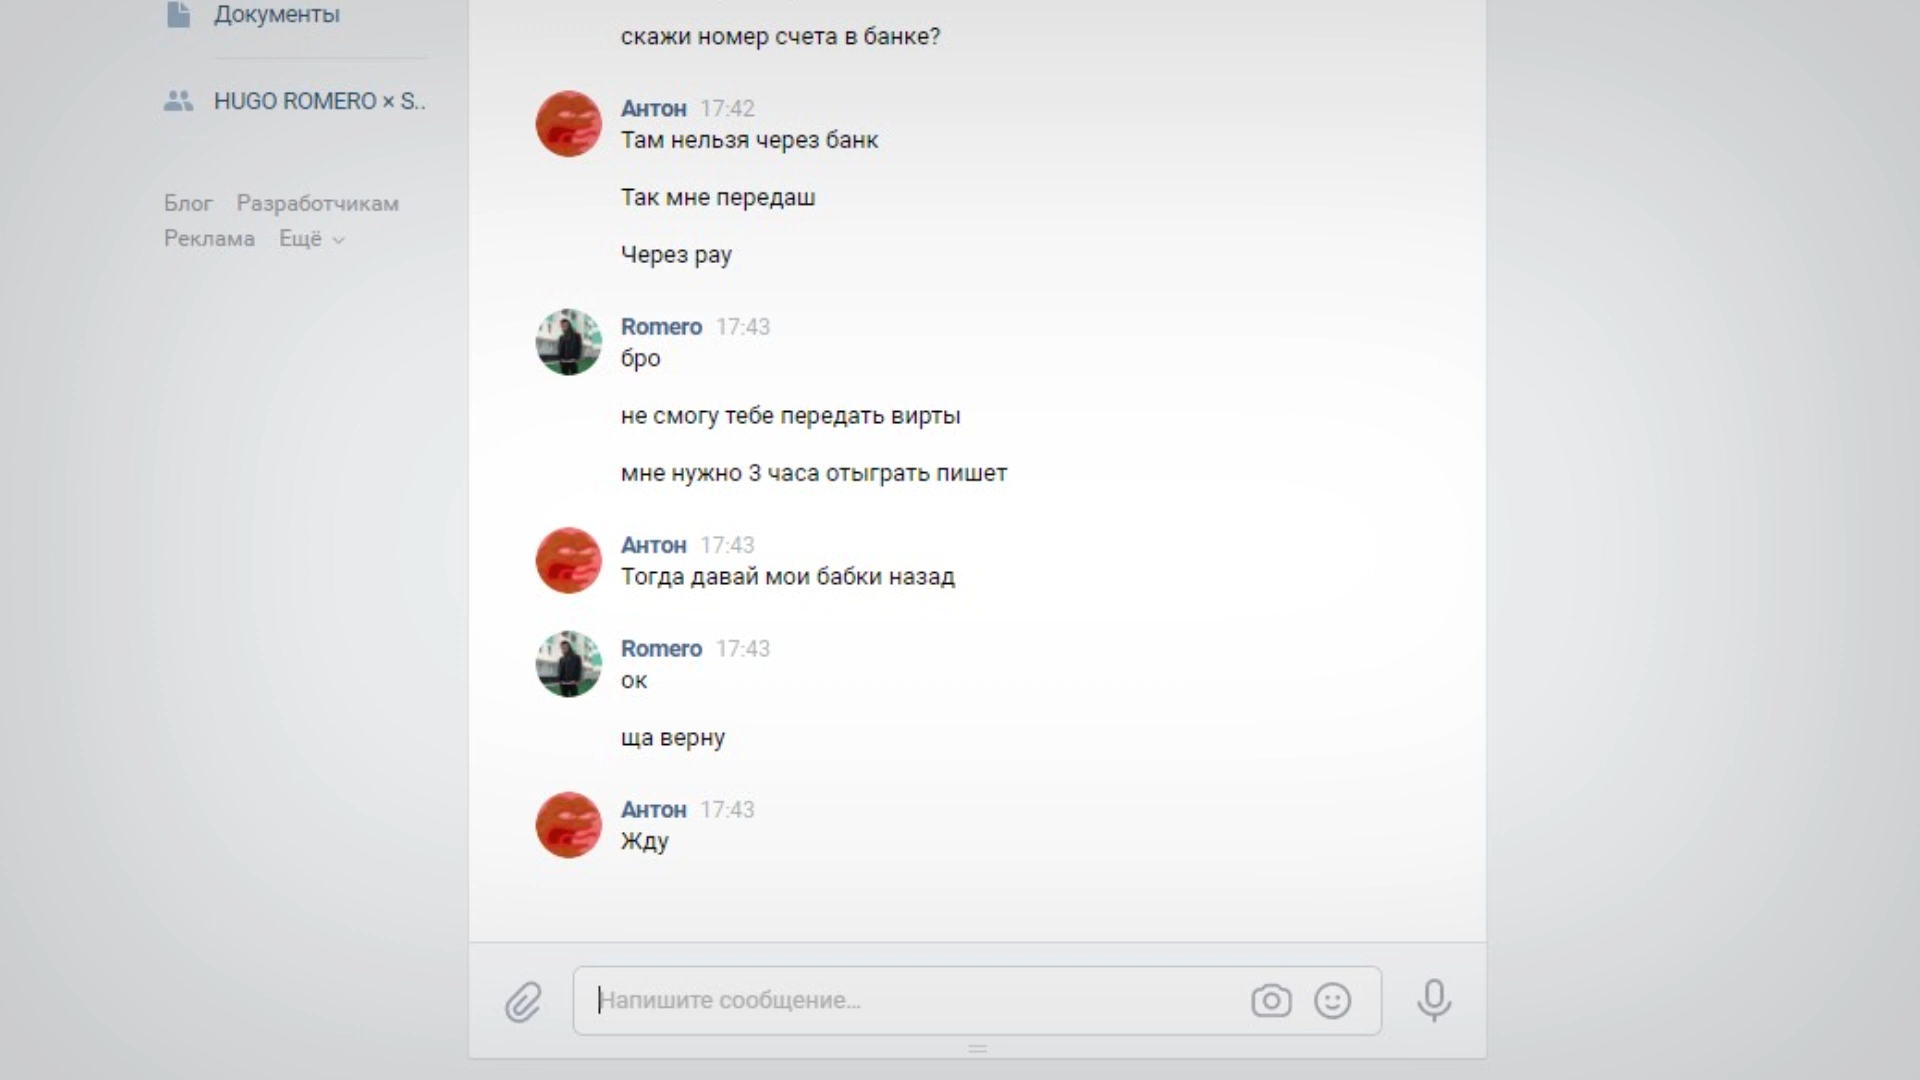 Документы
HUGO ROMERO × S..
Блог Разработчикам
Реклама Ещё
скажи номер счета в банке?
Антон 17:42
Там нельзя через банк
Так мне передаш
Через pay
Romero 17:43
бро
не смогу тебе передать вирты
мне нужно 3 часа отыграть пишет
Антон 17:43
Тогда давай мои бабки назад
Romero 17:43
ок
ща верну
Антон 17:43
Жду
Напишите сообщение...